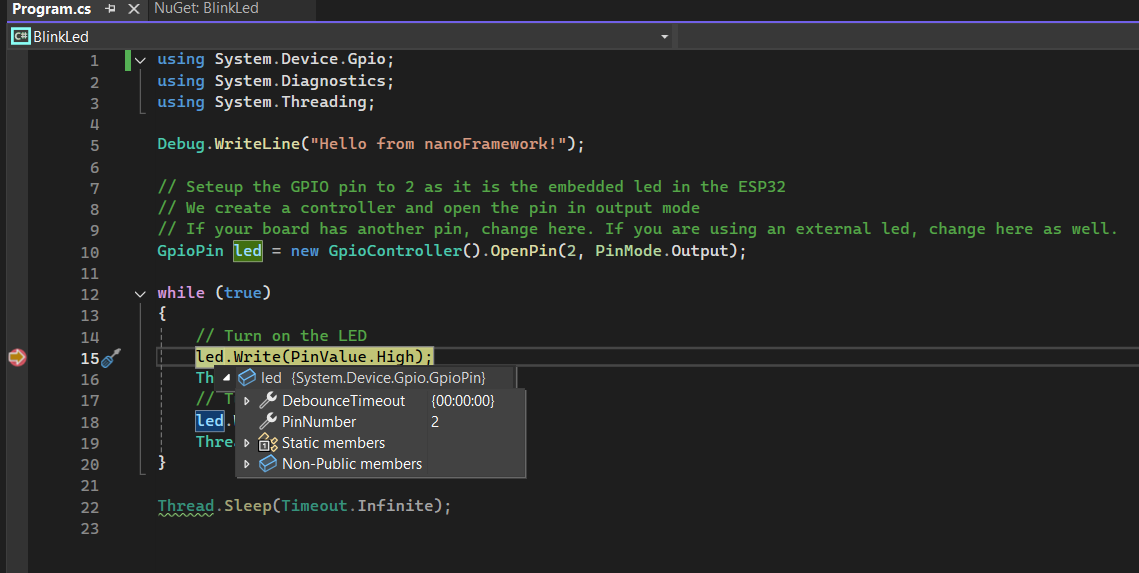 Program.cs
NuGet: BlinkLed
C# BlinkLed
1 using System.Device.Gpio;
2 using System.Diagnostics;
3 using System.Threading;
4
5 Debug.WriteLine("Hello from nanoFramework!");
6
7 // Seteup the GPIO pin to 2 as it is the embedded led in the ESP32
8 // We create a controller and open the pin in output mode
9 // If your board has another pin, change here. If you are using an external led, change here as well.
10 GpioPin led = new GpioController().OpenPin(2, PinMode.Output);
11
12 while (true)
13 {
14 // Turn on the LED
15 led.Write(PinValue.High);
16 Th
led {System.Device.Gpio.GpioPin}
17 // T
DebounceTimeout {00:00:00}
PinNumber 2
18 led.
Static members
19 Threa
Non-Public members
20 }
21
22 Thread.Sleep(Timeout.Infinite);
23